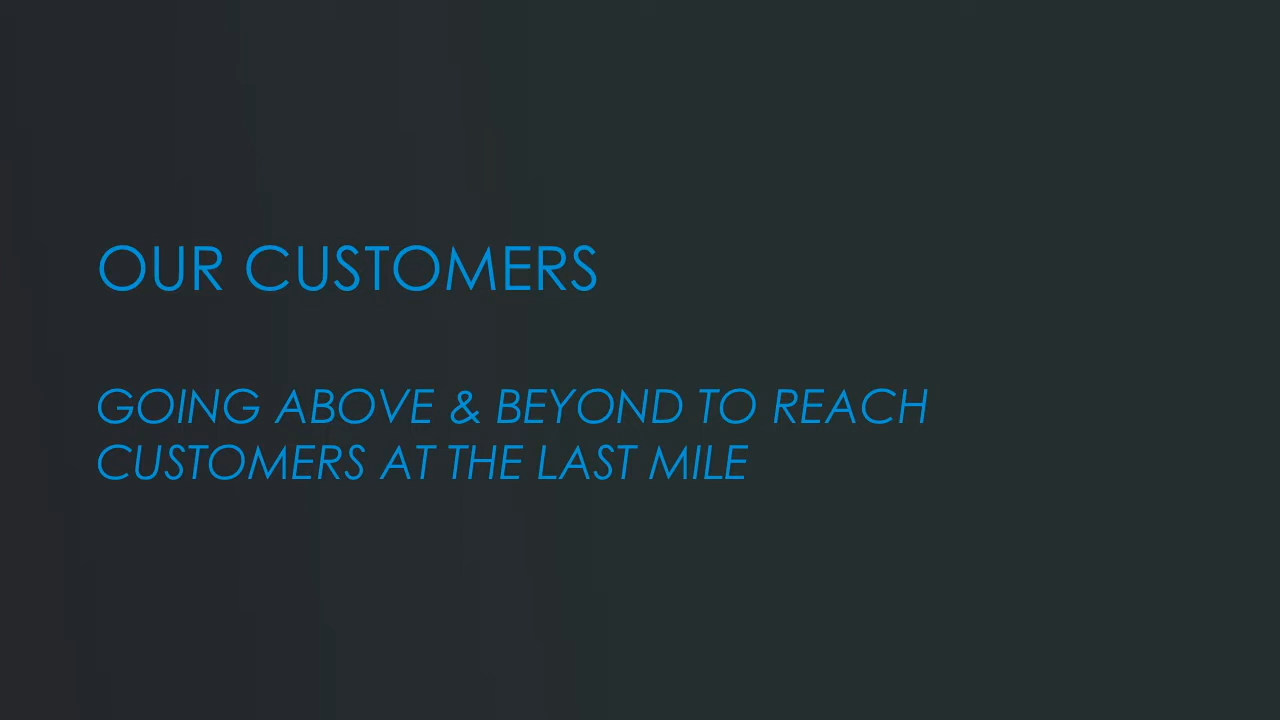 OUR CUSTOMERS
GOING ABOVE & BEYOND TO REACH
CUSTOMERS AT THE LAST MILE